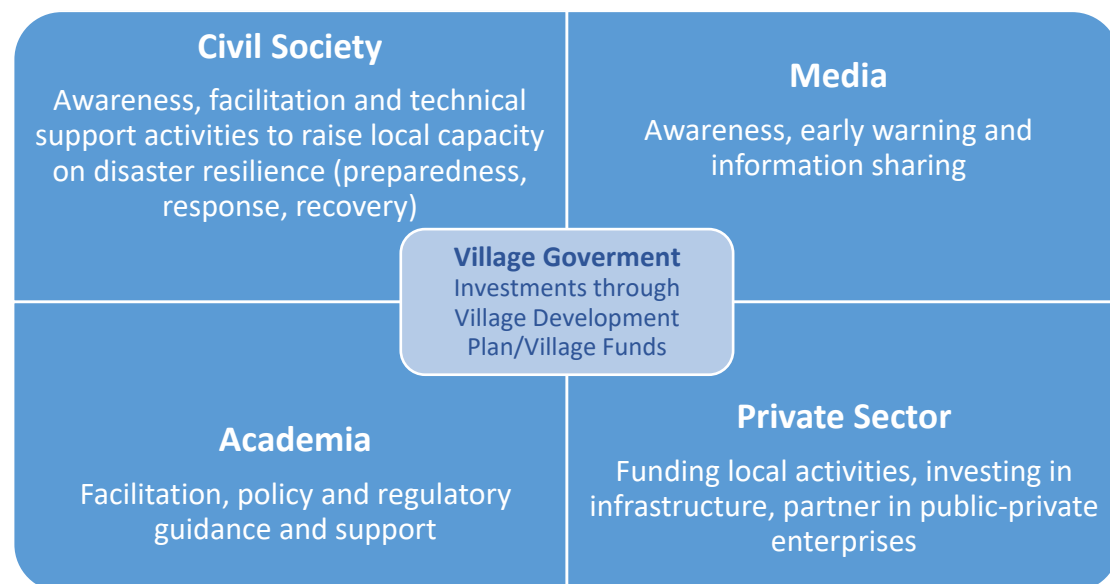 Civil Society
Awareness, facilitation and technical
support activities to raise local capacity
on disaster resilience (preparedness,
response, recovery)
Media
Awareness, early warning and
information sharing
Village Goverment
Investments through
Village Development
Plan/Village Funds
Academia
Facilitation, policy and regulatory
guidance and support
Private Sector
Funding local activities, investing in
infrastructure, partner in public-private
enterprises